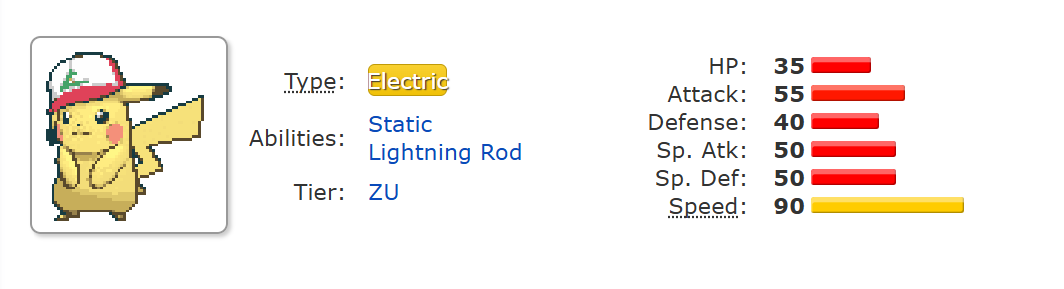 Type: Electric
Abilities: Static
Lightning Rod
Tier: ZU
HP: 35
Attack: 55
Defense: 40
Sp. Atk: 50
Sp. Def: 50
Speed: 90